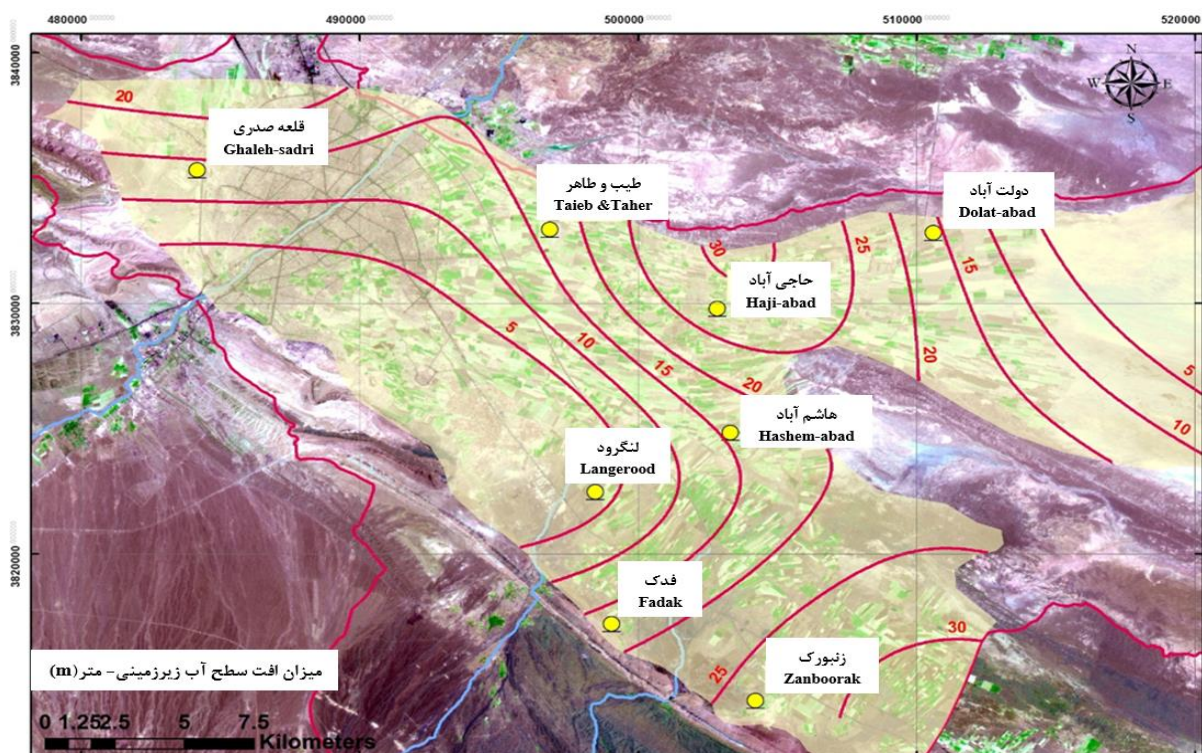 480000
490000
500000
510000
520000
3840000
3830000
3820000
N
W
E
S
20
قلعه صدری
Ghaleh-sadri
طیب و طاهر
Taieb &Taher
دولت آباد
Dolat-abad
30
25
15
حاجی آباد
Haji-abad
5
10
15
20
20
5
10
هاشم آباد
Hashem-abad
لنگرود
Langerood
فدک
Fadak
زنبورک
Zanboorak
25
30
میزان افت سطح آب زیرزمینی- متر(m)
0 1.25 2.5 5 7.5
Kilometers